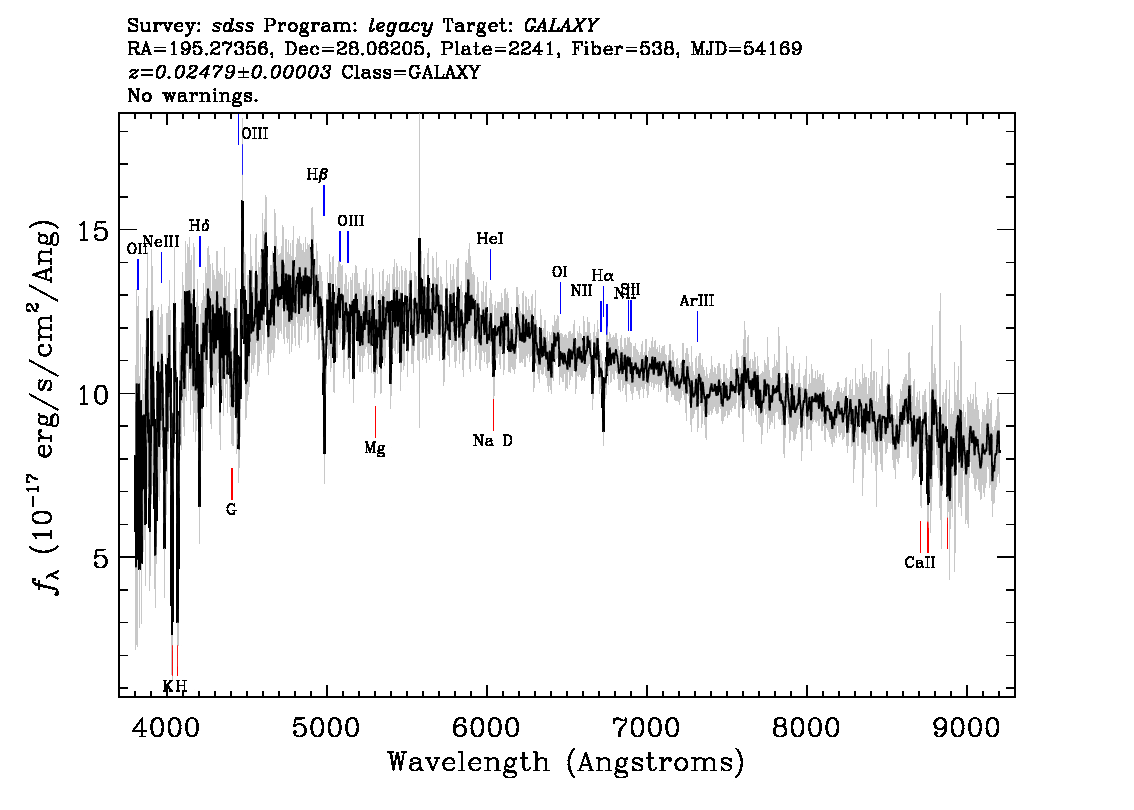 Survey: sdss Program: legacy Target: GALAXY
RA=195.27356, Dec=28.06205, Plate=2241, Fiber=538, MJD=54169
z=0.02479±0.00003 Class=GALAXY
No warnings.
OIII
Hβ
Hδ
OIII
NeIII
OII
HeI
OI
Hα
NII
NII
SII
ArIII
15
10
5
Mg
Na D
G
CaII
K H
4000 5000 6000 7000 8000 9000
Wavelength (Angstroms)
fλ (10⁻¹⁷ erg/s/cm²/Ang)